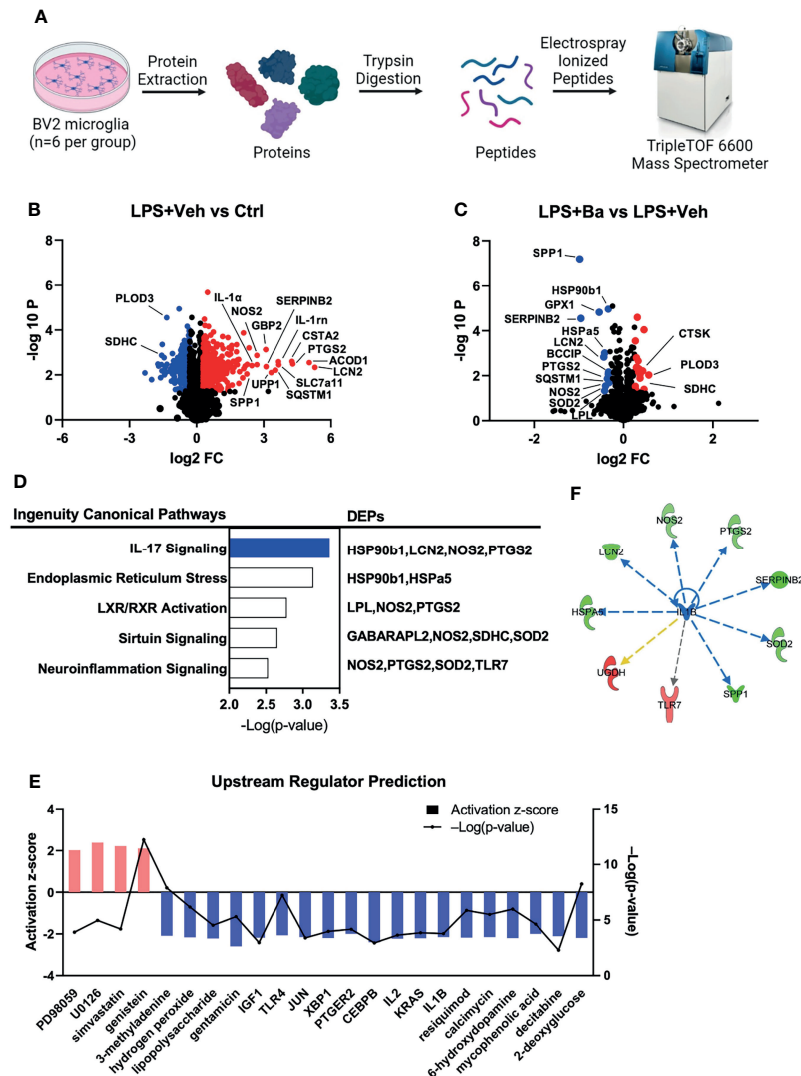 A
Protein
Extraction
Trypsin
Digestion
Electrospray
Ionized
Peptides
BV2 microglia
(n=6 per group)
Proteins
Peptides
TripleTOF 6600
Mass Spectrometer
B
LPS+Veh vs Ctrl
8
6
4
2
0
-log 10 P
-6
-3
0
3
6
log2 FC
PLOD3
SDHC
IL-1α
NOS2
GBP2
SERPINB2
IL-1rn
CSTA2
PTGS2
ACOD1
LCN2
SLC7a11
SQSTM1
UPP1
SPP1
C
LPS+Ba vs LPS+Veh
8
6
4
2
0
-log 10 P
-2
0
2
log2 FC
SPP1
HSP90b1
GPX1
SERPINB2
HSPa5
LCN2
BCCIP
PTGS2
SQSTM1
NOS2
SOD2
LPL
CTSK
PLOD3
SDHC
D
Ingenuity Canonical Pathways
DEPs
IL-17 Signaling
HSP90b1,LCN2,NOS2,PTGS2
Endoplasmic Reticulum Stress
HSP90b1,HSPa5
LXR/RXR Activation
LPL,NOS2,PTGS2
Sirtuin Signaling
GABARAPL2,NOS2,SDHC,SOD2
Neuroinflammation Signaling
NOS2,PTGS2,SOD2,TLR7
2.0
2.5
3.0
3.5
-Log(p-value)
F
NOS2
PTGS2
LCN2
SERPINB2
HSPA5
IL1B
SOD2
UGDH
TLR7
SPP1
E
Upstream Regulator Prediction
Activation z-score
–Log(p-value)
4
2
0
-2
-4
Activation z-score
15
10
5
0
–Log(p-value)
PD98059
U0126
simvastatin
genistein
3-methyladenine
hydrogen peroxide
lipopolysaccharide
gentamicin
IGF1
TLR4
JUN
XBP1
PTGER2
CEBPB
IL2
KRAS
IL1B
resiquimod
calcimycin
6-hydroxydopamine
mycophenolic acid
decitabine
2-deoxyglucose